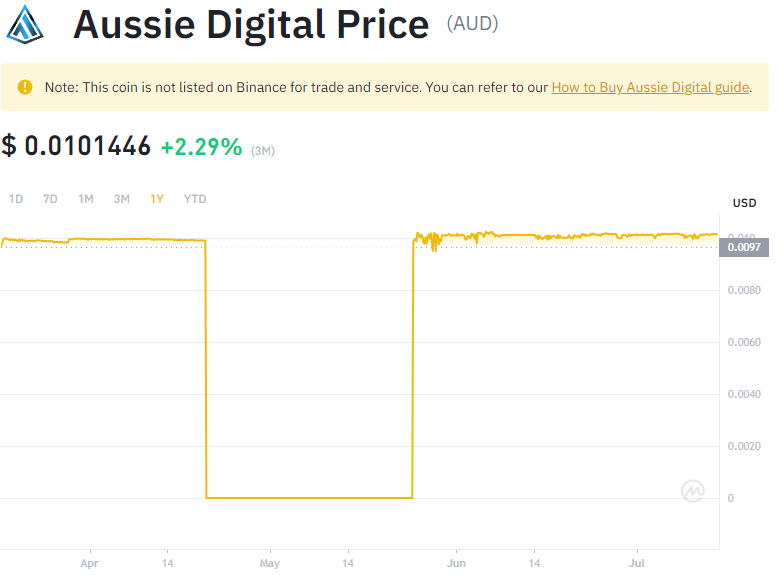 Aussie Digital Price (AUD)
Note: This coin is not listed on Binance for trade and service. You can refer to our How to Buy Aussie Digital guide.
$ 0.0101446 +2.29% (3M)
1D 7D 1M 3M 1Y YTD
USD
0.0097
0.0080
0.0060
0.0040
0.0020
0
Apr 14 May 14 Jun 14 Jul